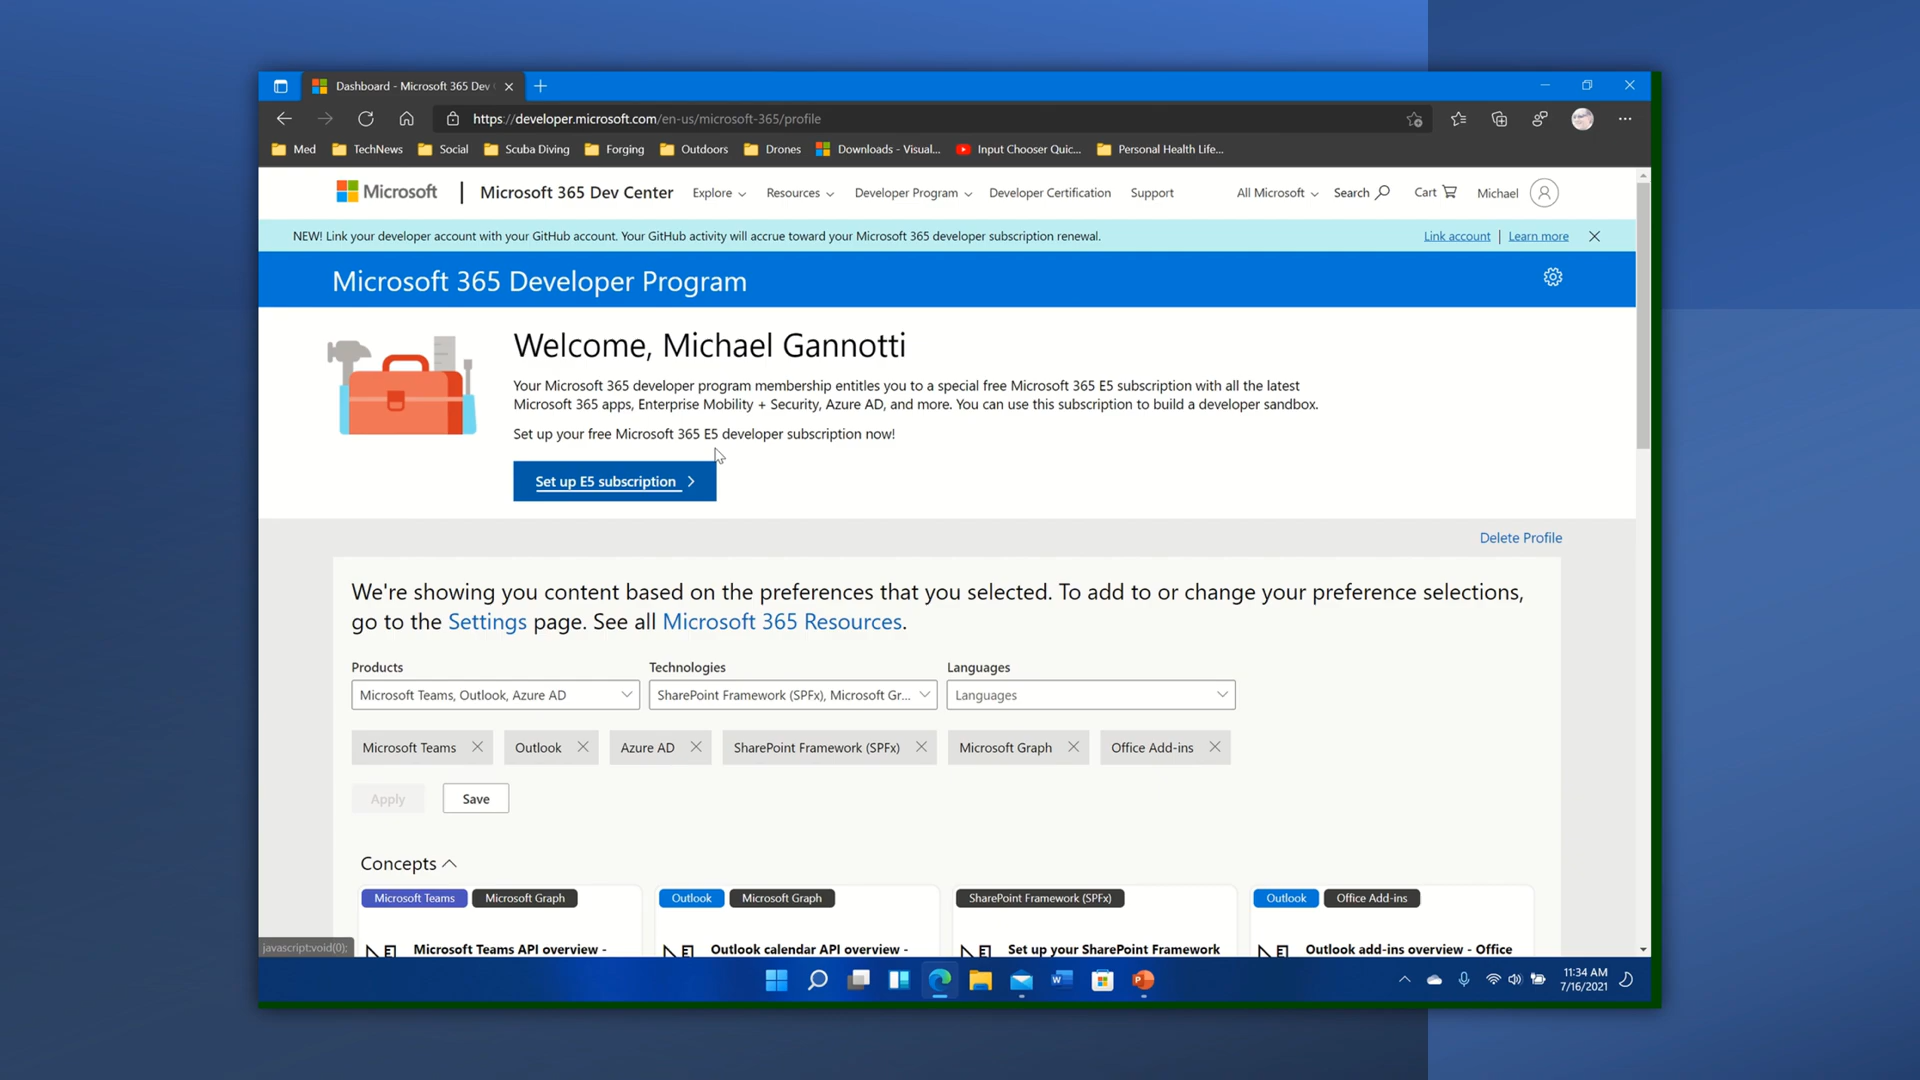 Dashboard - Microsoft 365 Dev
https://developer.microsoft.com/en-us/microsoft-365/profile
Med TechNews Social Scuba Diving Forging Outdoors Drones Downloads - Visual... Input Chooser Quic... Personal Health Life...
Microsoft | Microsoft 365 Dev Center Explore Resources Developer Program Developer Certification Support All Microsoft Search Cart Michael
NEW! Link your developer account with your GitHub account. Your GitHub activity will accrue toward your Microsoft 365 developer subscription renewal. Link account | Learn more
Microsoft 365 Developer Program
Welcome, Michael Gannotti
Your Microsoft 365 developer program membership entitles you to a special free Microsoft 365 E5 subscription with all the latest
Microsoft 365 apps, Enterprise Mobility + Security, Azure AD, and more. You can use this subscription to build a developer sandbox.
Set up your free Microsoft 365 E5 developer subscription now!
Set up E5 subscription
Delete Profile
We're showing you content based on the preferences that you selected. To add to or change your preference selections,
go to the Settings page. See all Microsoft 365 Resources.
Products Technologies Languages
Microsoft Teams, Outlook, Azure AD SharePoint Framework (SPFx), Microsoft Gr... Languages
Microsoft Teams Outlook Azure AD SharePoint Framework (SPFx) Microsoft Graph Office Add-ins
Apply Save
Concepts
Microsoft Teams Microsoft Graph Outlook Microsoft Graph SharePoint Framework (SPFx) Outlook Office Add-ins
Microsoft Teams API overview - Outlook calendar API overview - Set up your SharePoint Framework Outlook add-ins overview - Office
javascript:void(0);
11:34 AM
7/16/2021